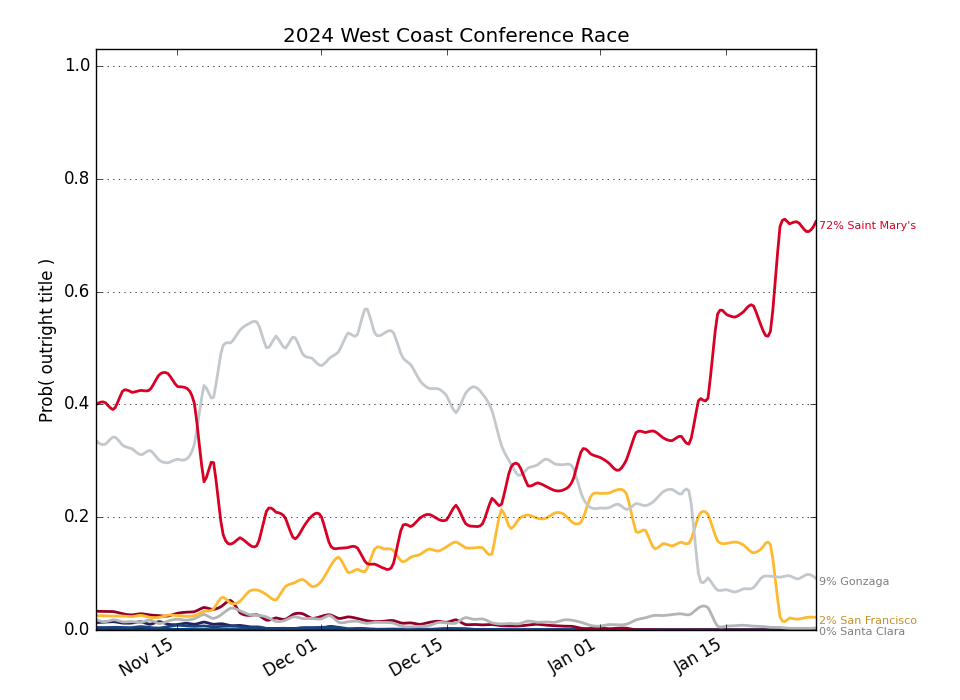 2024 West Coast Conference Race
1.0
0.8
72% Saint Mary's
0.6
Prob( outright title )
0.4
0.2
9% Gonzaga
2% San Francisco
0.0
0% Santa Clara
Nov 15
Dec 01
Dec 15
Jan 01
Jan 15